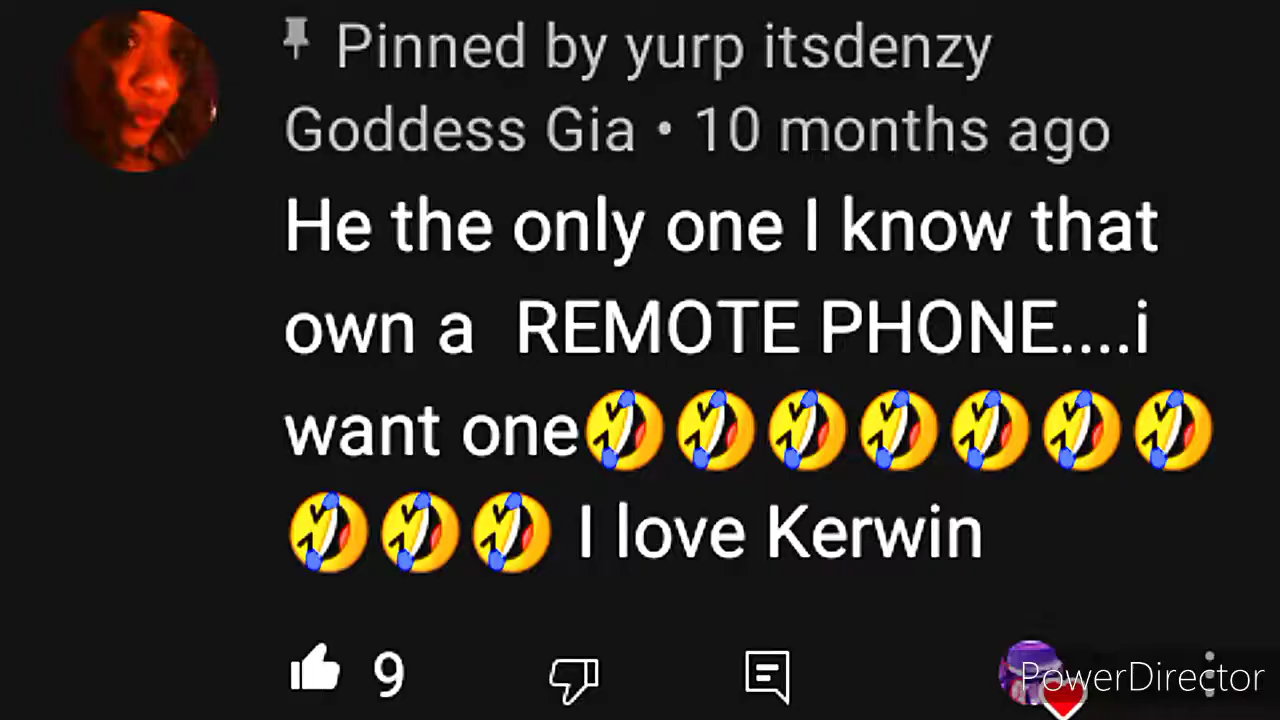 Pinned by yurp itsdenzy
Goddess Gia • 10 months ago
He the only one I know that
own a REMOTE PHONE....i
want one🤣🤣🤣🤣🤣🤣🤣
🤣🤣🤣 I love Kerwin
9
PowerDirector